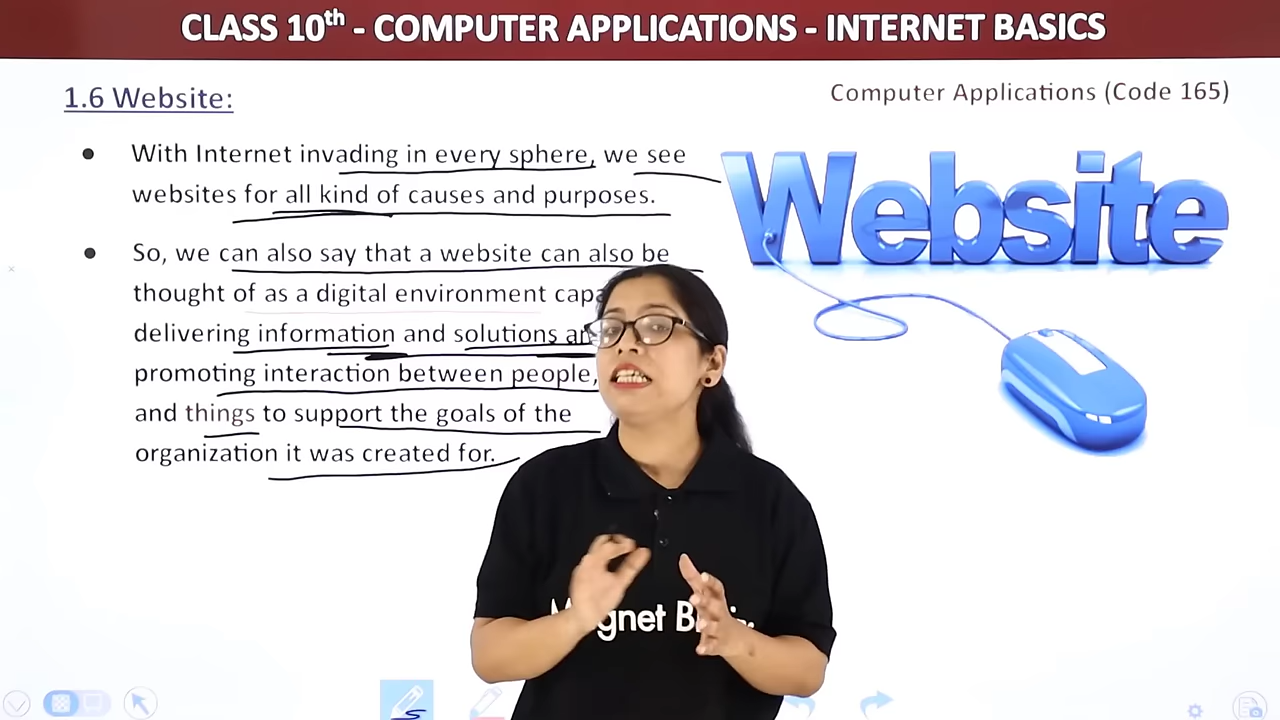 CLASS 10th - COMPUTER APPLICATIONS - INTERNET BASICS
1.6 Website:
Computer Applications (Code 165)
With Internet invading in every sphere, we see
websites for all kind of causes and purposes.
So, we can also say that a website can also be
thought of as a digital environment
delivering information and solutions
promoting interaction between people,
and things to support the goals of the
organization it was created for.
Website